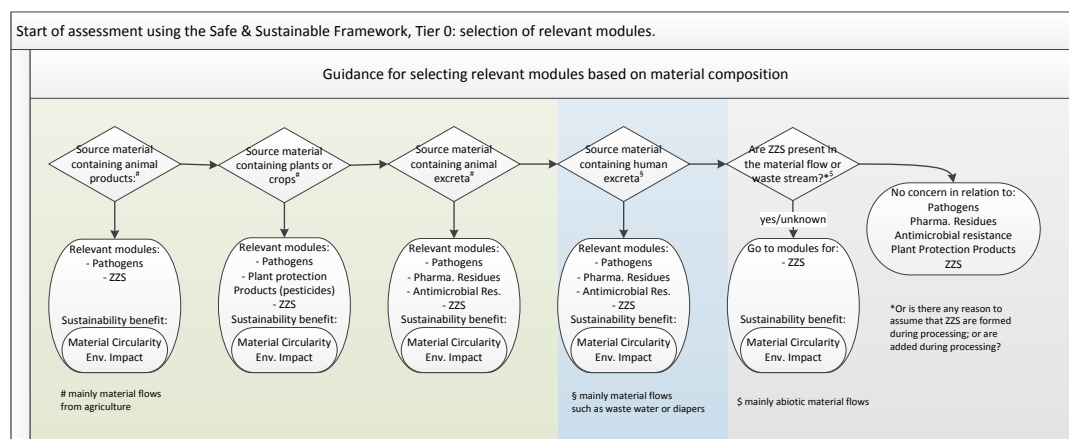 Start of assessment using the Safe & Sustainable Framework, Tier 0: selection of relevant modules.
Guidance for selecting relevant modules based on material composition
Source material
containing animal
products:#
Source material
containing plants or
crops#
Source material
containing animal
excreta#
Source material
containing human
excreta§
Are ZZS present in
the material flow or
waste stream?*$
yes/unknown
No concern in relation to:
Pathogens
Pharma. Residues
Antimicrobial resistance
Plant Protection Products
ZZS
Relevant modules:
- Pathogens
- ZZS
Sustainability benefit:
Material Circularity
Env. Impact
Relevant modules:
- Pathogens
- Plant protection
Products (pesticides)
- ZZS
Sustainability benefit:
Material Circularity
Env. Impact
Relevant modules:
- Pathogens
- Pharma. Residues
- Antimicrobial Res.
- ZZS
Sustainability benefit:
Material Circularity
Env. Impact
Relevant modules:
- Pathogens
- Pharma. Residues
- Antimicrobial Res.
- ZZS
Sustainability benefit:
Material Circularity
Env. Impact
Go to modules for:
- ZZS
Sustainability benefit:
Material Circularity
Env. Impact
*Or is there any reason to
assume that ZZS are formed
during processing; or are
added during processing?
# mainly material flows
from agriculture
§ mainly material flows
such as waste water or diapers
$ mainly abiotic material flows